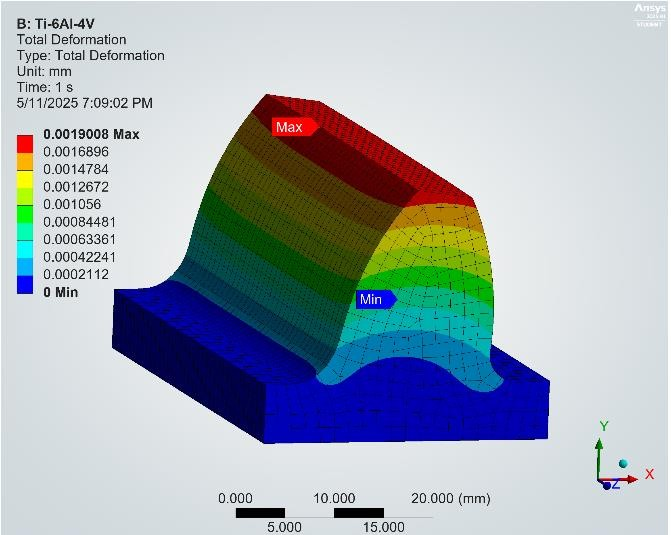 B: Ti-6Al-4V
Total Deformation
Type: Total Deformation
Unit: mm
Time: 1 s
5/11/2025 7:09:02 PM
0.0019008 Max
0.0016896
0.0014784
0.0012672
0.001056
0.00084481
0.00063361
0.00042241
0.0002112
0 Min
Ansys
STUDENT
Max
Min
Y
X
Z
0.000 10.000 20.000 (mm)
5.000 15.000